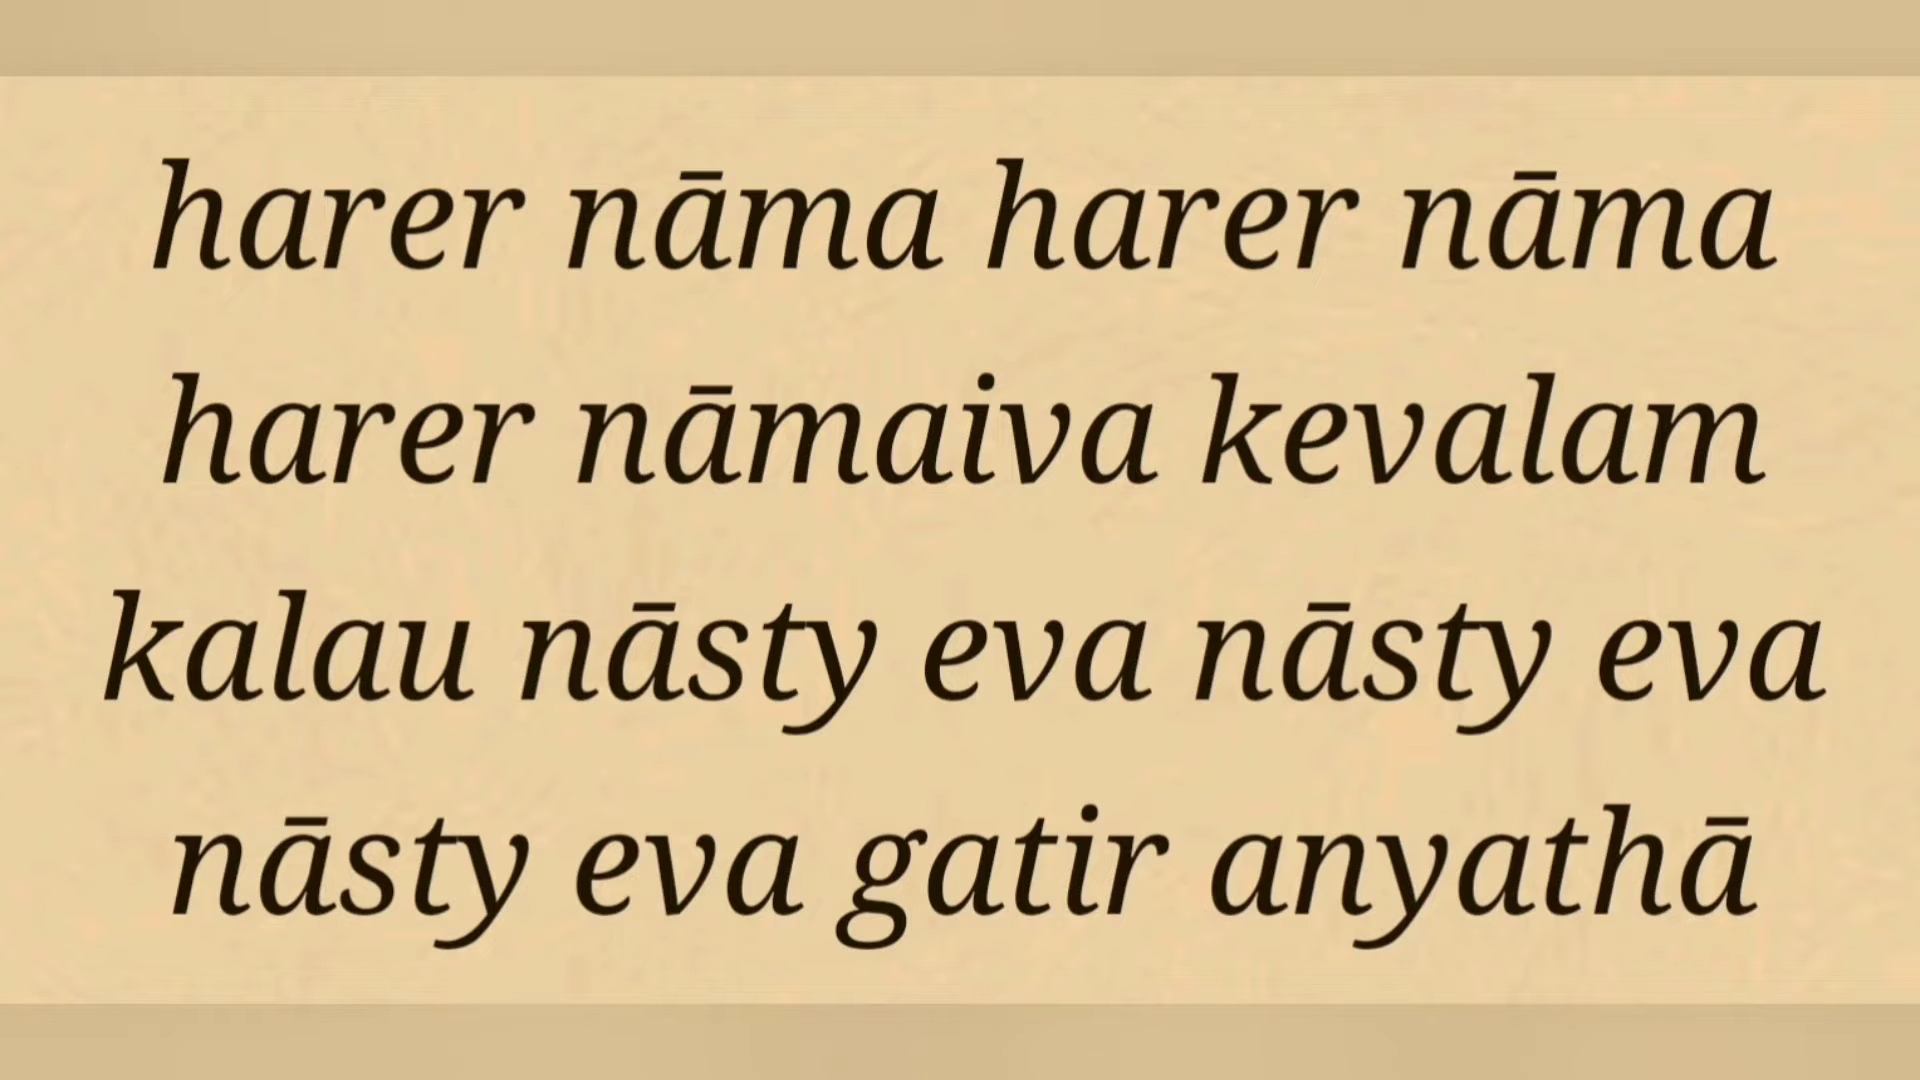 harer nāma harer nāma
harer nāmaiva kevalam
kalau nāsty eva nāsty eva
nāsty eva gatir anyathā